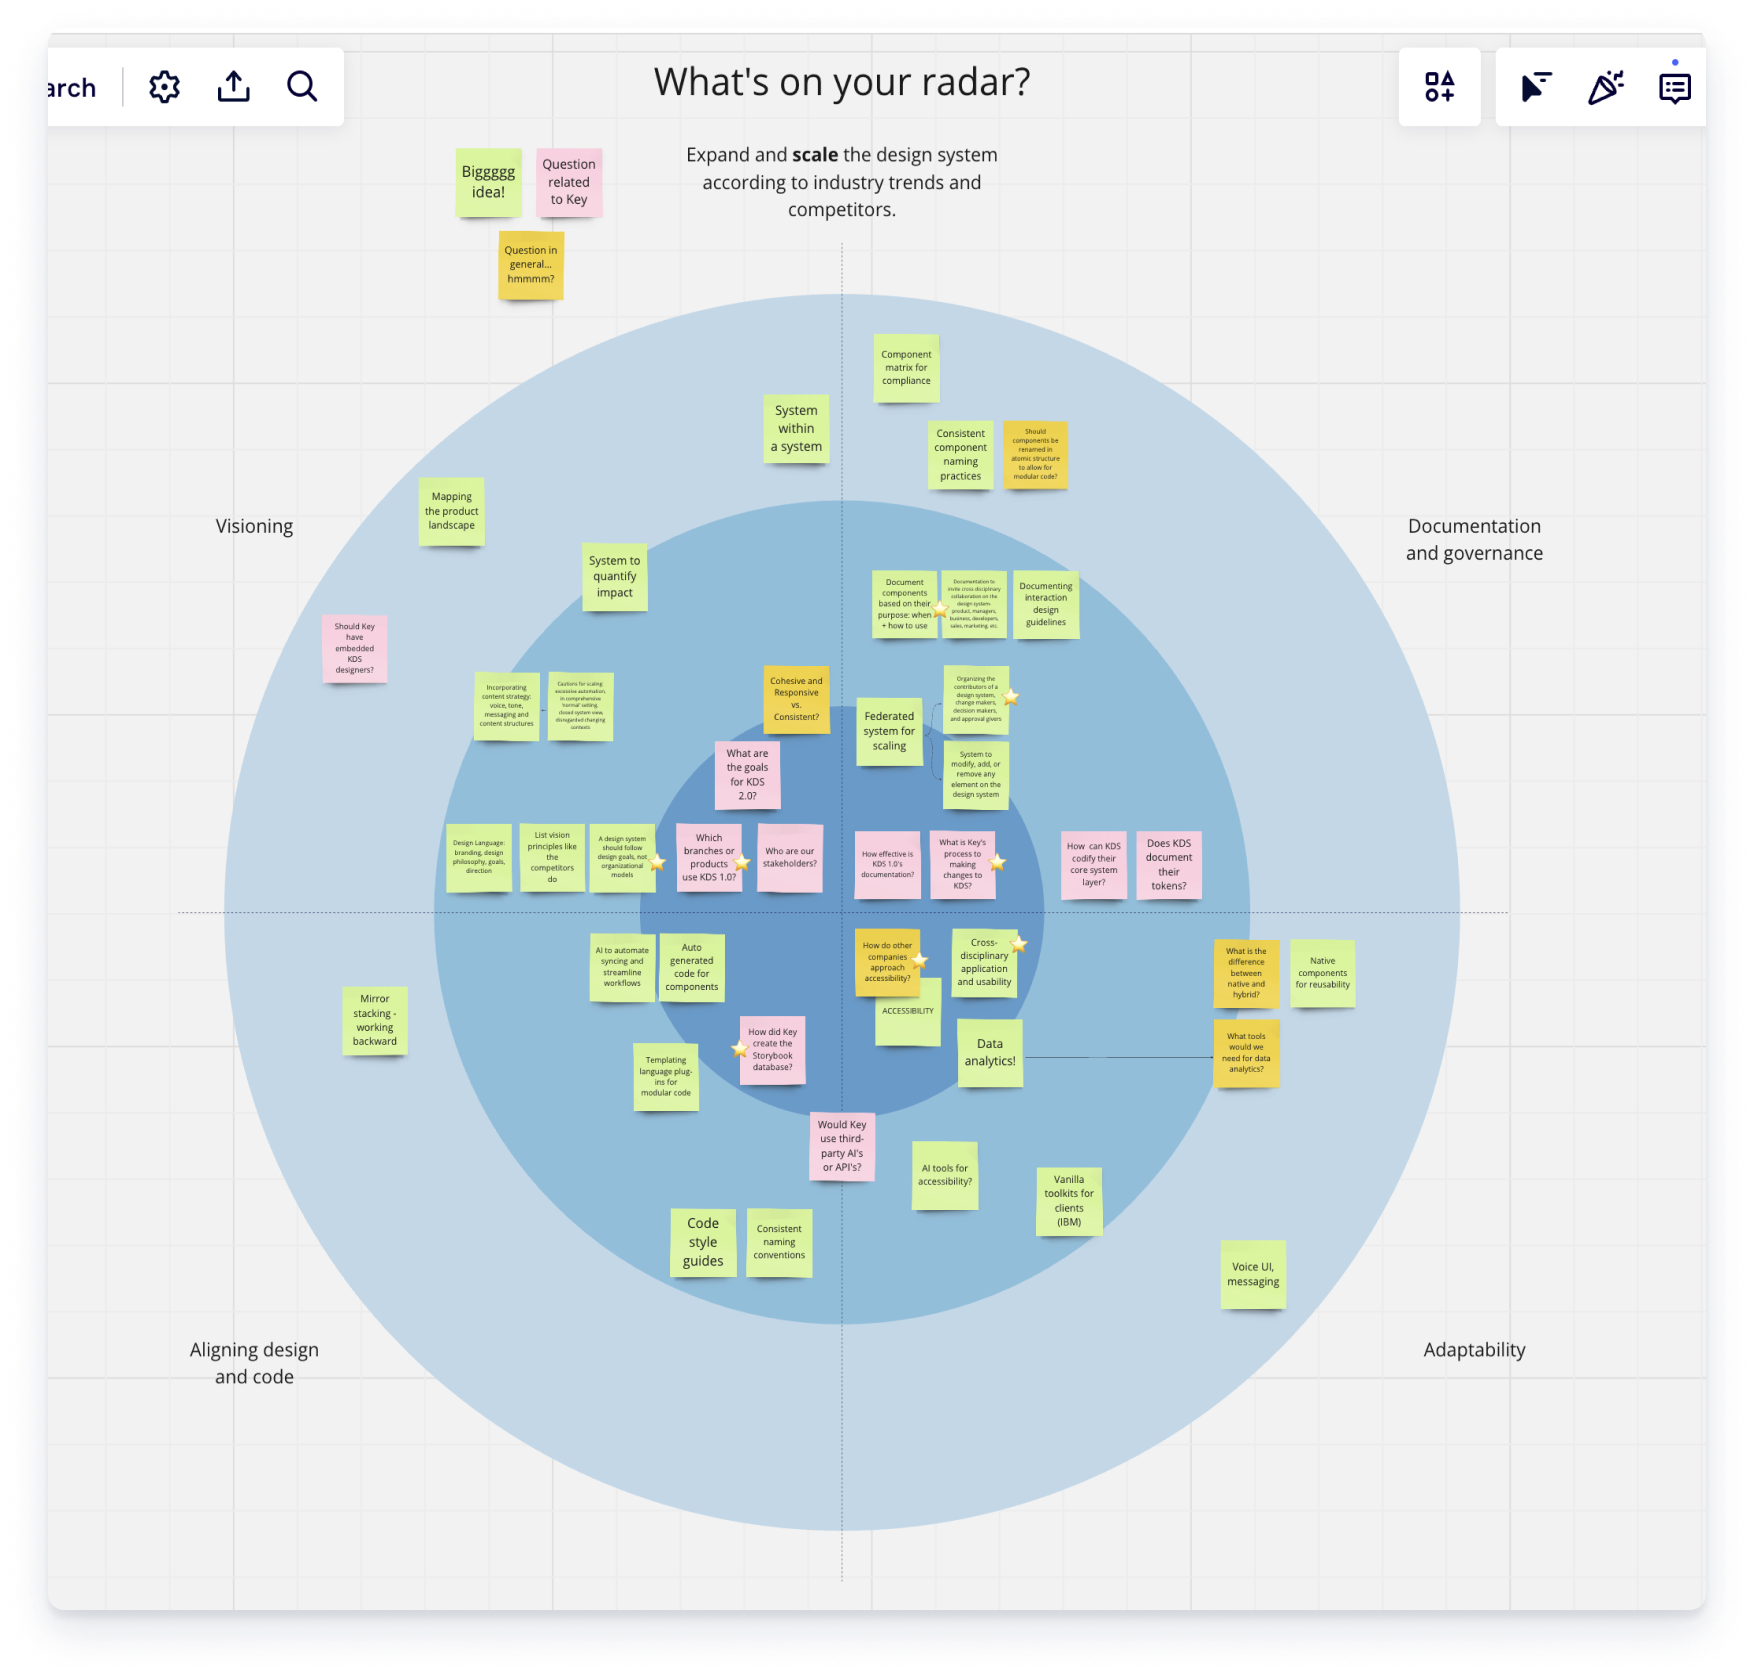 arch
What's on your radar?
Expand and scale the design system
according to industry trends and
competitors.
Biggggg
idea!
Question
related
to Key
Question in
general...
hmmmm?
Visioning
Documentation
and governance
Aligning design
and code
Adaptability
Component
matrix for
compliance
System
within
a system
Consistent
component
naming
practices
Should
components be
renamed in
atomic structure
to allow for
modular code?
Mapping
the product
landscape
System to
quantify
impact
Document
components
based on their
purpose: when
+ how to use
Documentation to
invite cross disciplinary
collaboration on the
design system:
product, managers,
business, developers,
sales, marketing, etc.
Documenting
interaction
design
guidelines
Should Key
have
embedded
KDS
designers?
Incorporating
content strategy:
voice, tone,
messaging and
content structures
Cautions for scaling:
excessive automation,
in comprehensive
'normal' setting,
closed system view,
disregarded changing
contexts
Cohesive and
Responsive
vs.
Consistent?
Federated
system for
scaling
Organizing the
contributors of a
design system,
change makers,
decision makers,
and approval givers
What are
the goals
for KDS
2.0?
System to
modify, add, or
remove any
element on the
design system
Design Language:
branding, design
philosophy, goals,
direction
List vision
principles like
the
competitors
do
A design system
should follow
design goals, not
organizational
models
Which
branches or
products
use KDS 1.0?
Who are our
stakeholders?
How effective is
KDS 1.0's
documentation?
What is Key's
process to
making
changes to
KDS?
How can KDS
codify their
core system
layer?
Does KDS
document
their
tokens?
AI to automate
syncing and
streamline
workflows
Auto
generated
code for
components
How do other
companies
approach
accessibility?
Cross-
disciplinary
application
and usability
What is the
difference
between
native and
hybrid?
Native
components
for reusability
Mirror
stacking -
working
backward
ACCESSIBILITY
How did Key
create the
Storybook
database?
Data
analytics!
What tools
would we
need for data
analytics?
Templating
language plug-
ins for
modular code
Would Key
use third-
party AI's
or API's?
AI tools for
accessibility?
Vanilla
toolkits for
clients
(IBM)
Code
style
guides
Consistent
naming
conventions
Voice UI,
messaging